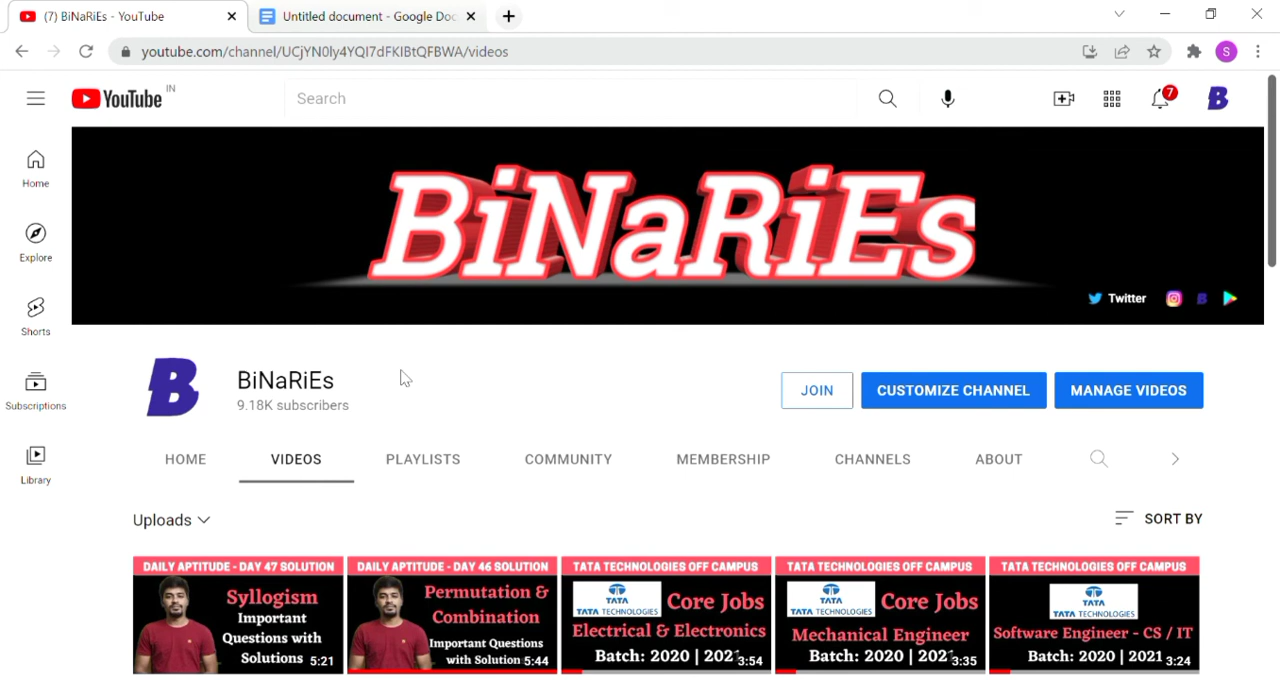 (7) BiNaRiEs - YouTube
Untitled document - Google Doc
youtube.com/channel/UCjYN0ly4YQI7dFKIBtQFBWA/videos
YouTube IN
Search
7
B
BiNaRiEs
Twitter
Home
Explore
Shorts
Subscriptions
Library
B
BiNaRiEs
9.18K subscribers
JOIN
CUSTOMIZE CHANNEL
MANAGE VIDEOS
HOME
VIDEOS
PLAYLISTS
COMMUNITY
MEMBERSHIP
CHANNELS
ABOUT
Uploads
SORT BY
DAILY APTITUDE - DAY 47 SOLUTION
Syllogism
Important
Questions with
Solutions
5:21
DAILY APTITUDE - DAY 46 SOLUTION
Permutation &
Combination
Important Questions
with Solution
5:44
TATA TECHNOLOGIES OFF CAMPUS
TATA
TATA TECHNOLOGIES
Core Jobs
Electrical & Electronics
Batch: 2020 | 2021
3:54
TATA TECHNOLOGIES OFF CAMPUS
TATA
TATA TECHNOLOGIES
Core Jobs
Mechanical Engineer
Batch: 2020 | 2021
3:35
TATA TECHNOLOGIES OFF CAMPUS
TATA
TATA TECHNOLOGIES
Software Engineer - CS / IT
Batch: 2020 | 2021
3:24
S